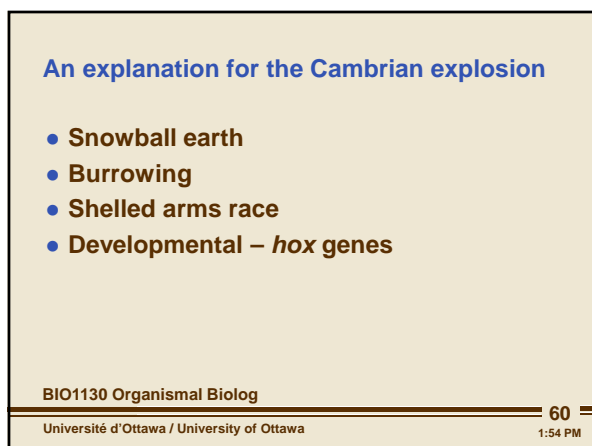 An explanation for the Cambrian explosion
● Snowball earth
● Burrowing
● Shelled arms race
● Developmental – hox genes
BIO1130 Organismal Biolog
60
Université d'Ottawa / University of Ottawa
1:54 PM